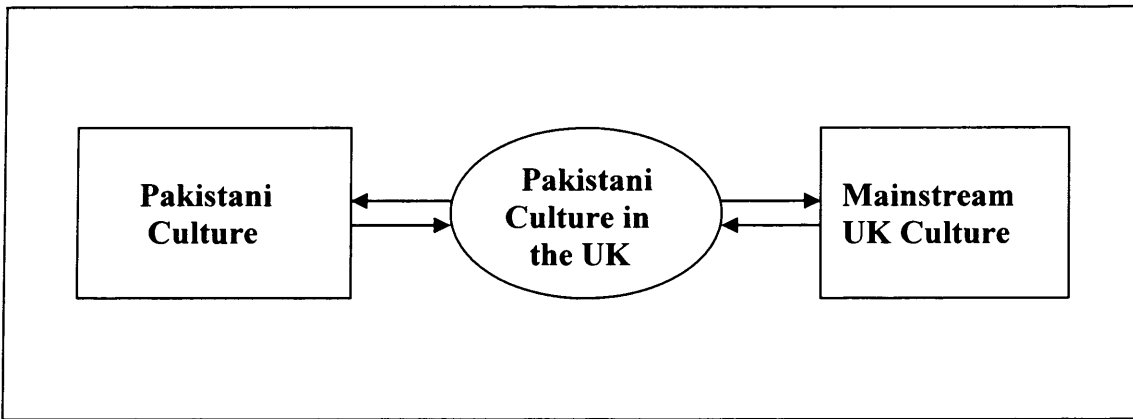 Pakistani
Culture
Pakistani
Culture in
the UK
Mainstream
UK Culture